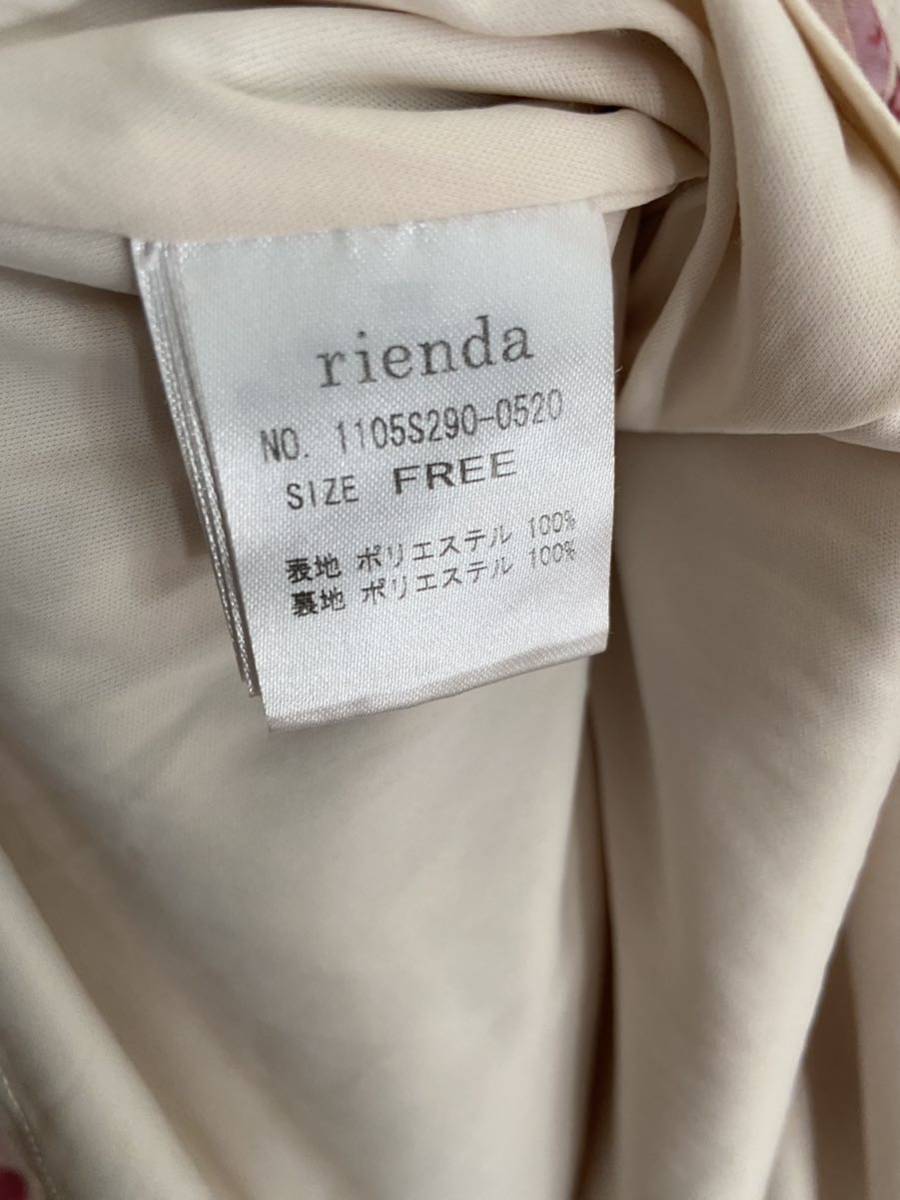 rienda
NO. 1105S290-0520
SIZE FREE
表地 ポリエステル 100%
裏地 ポリエステル 100%